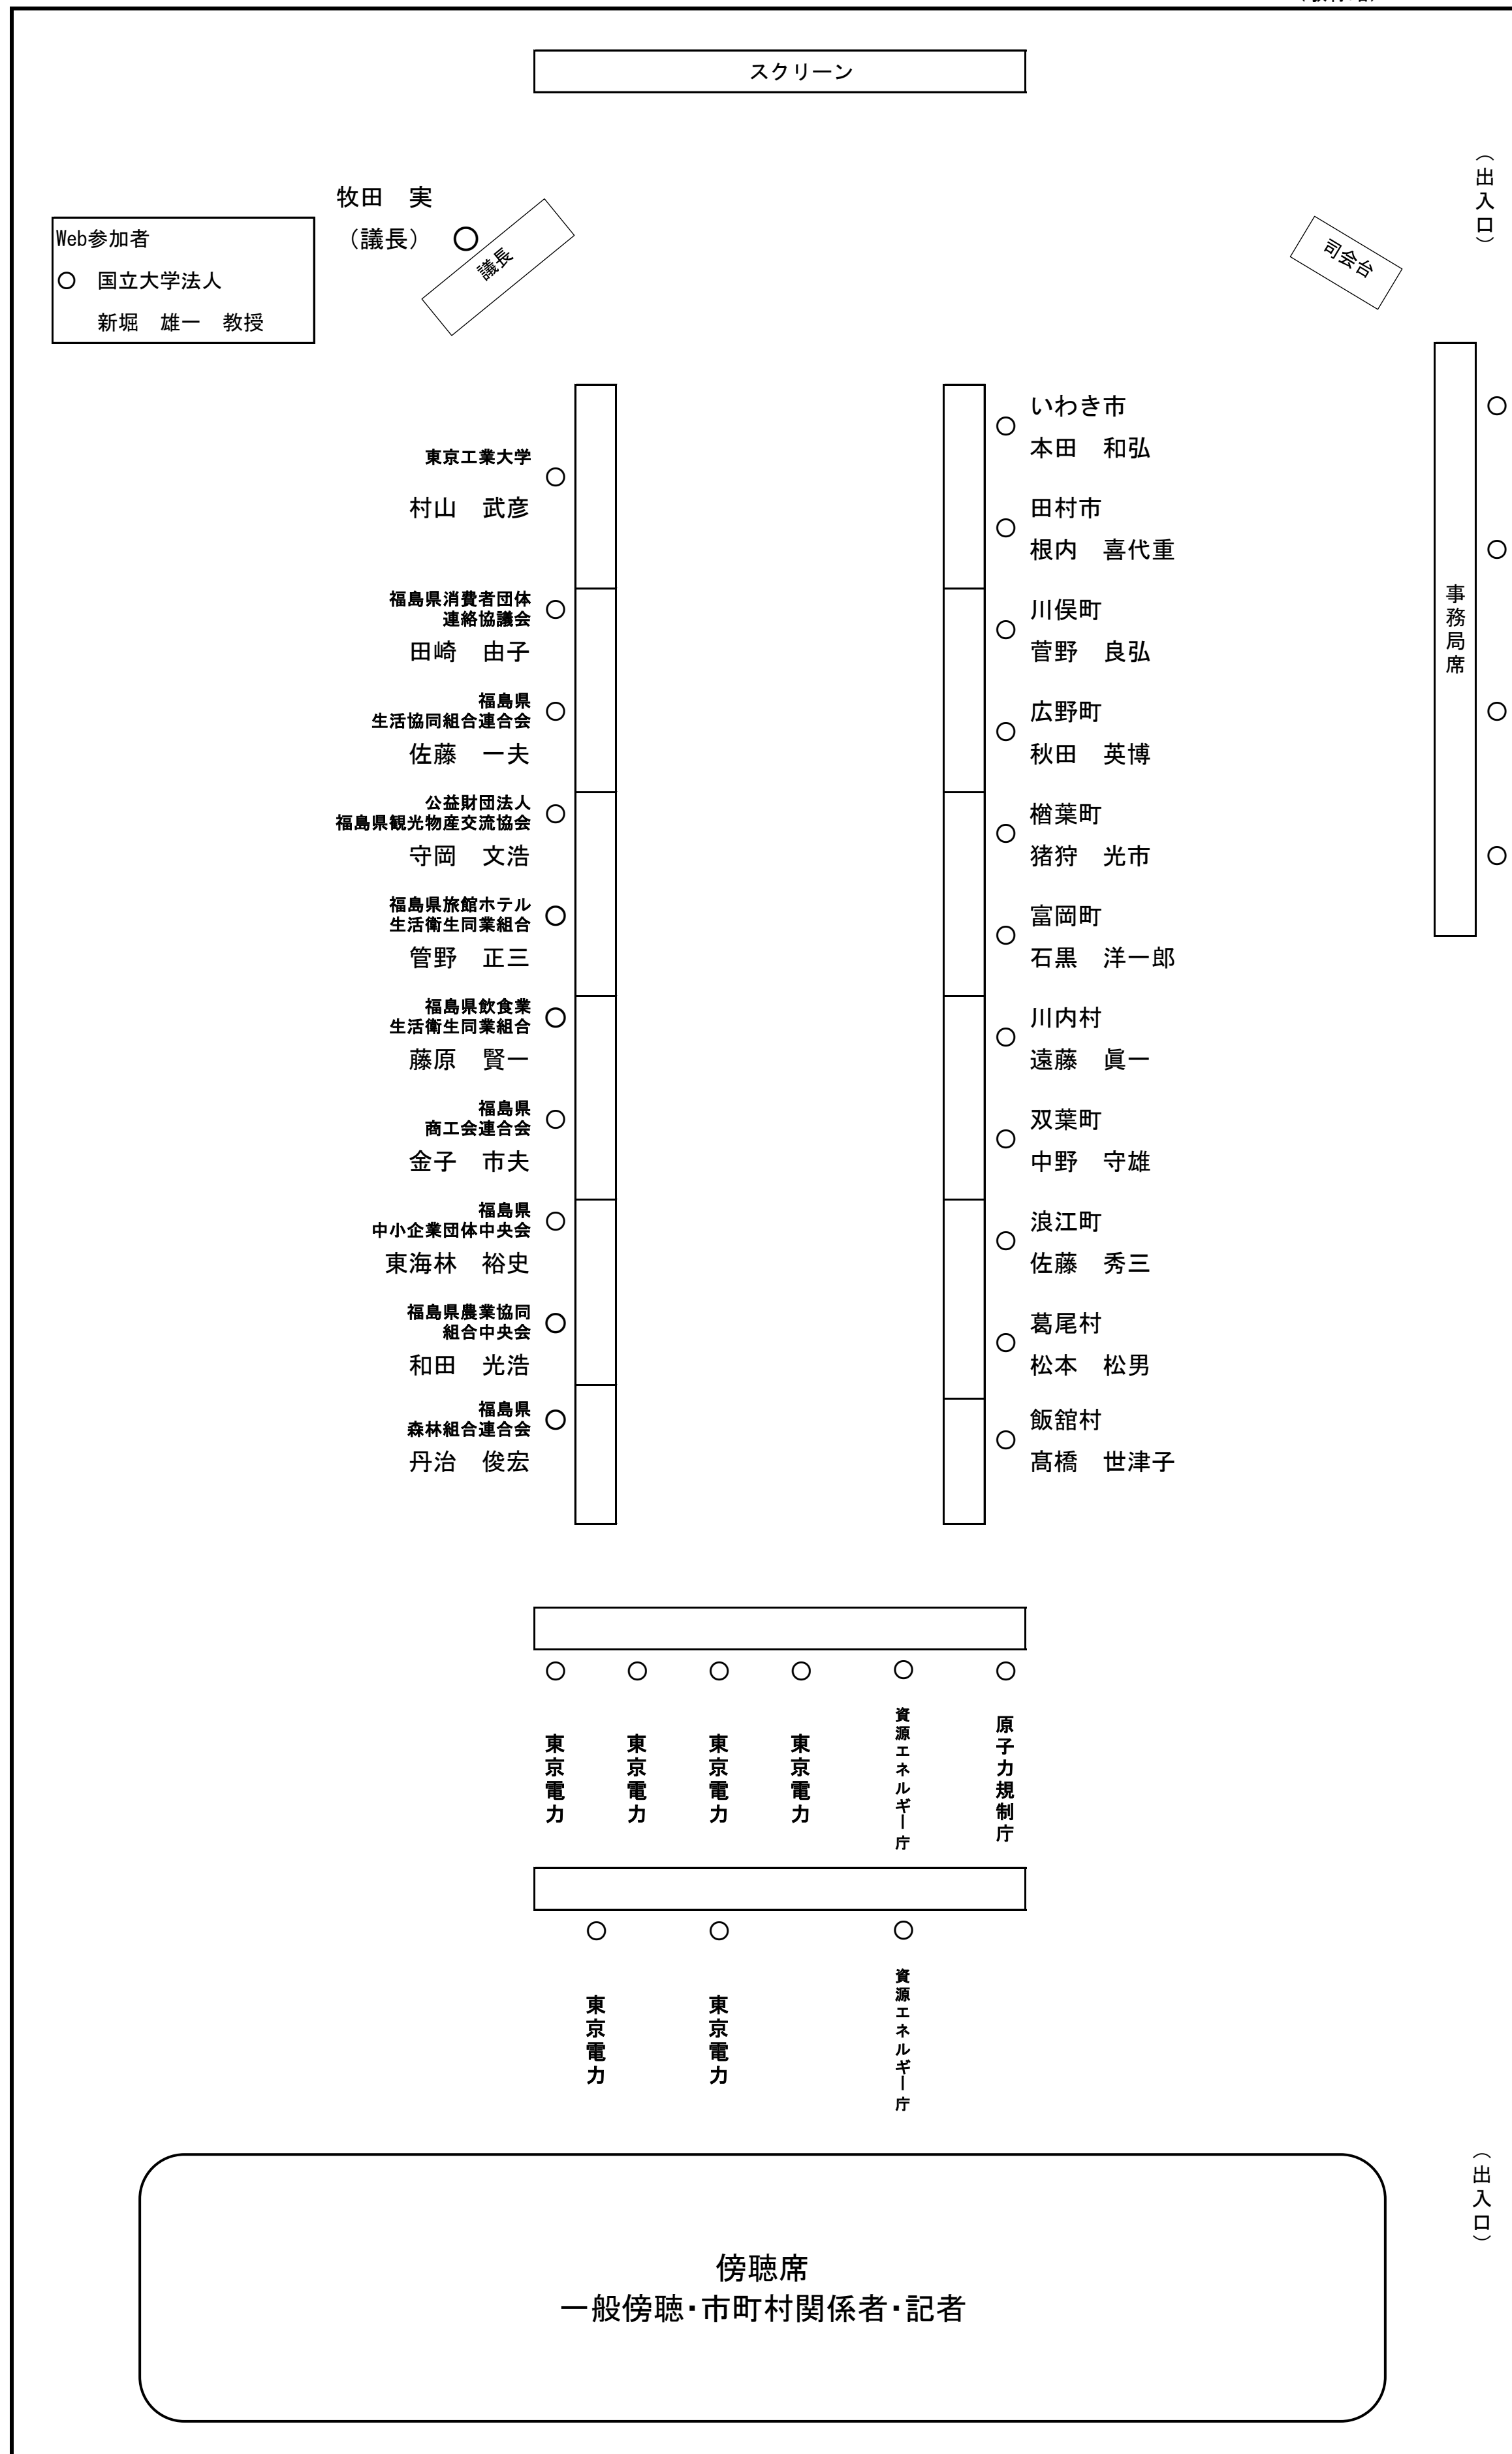 スクリーン
(出入口)
牧田　実
(議長)
議長
司会台
Web参加者
○　国立大学法人
新堀　雄一　教授
事務局席
東京工業大学
村山　武彦
福島県消費者団体
連絡協議会
田崎　由子
福島県
生活協同組合連合会
佐藤　一夫
公益財団法人
福島県観光物産交流協会
守岡　文浩
福島県旅館ホテル
生活衛生同業組合
管野　正三
福島県飲食業
生活衛生同業組合
藤原　賢一
福島県
商工会連合会
金子　市夫
福島県
中小企業団体中央会
東海林　裕史
福島県農業協同
組合中央会
和田　光浩
福島県
森林組合連合会
丹治　俊宏
いわき市
本田　和弘
田村市
根内　喜代重
川俣町
菅野　良弘
広野町
秋田　英博
楢葉町
猪狩　光市
富岡町
石黒　洋一郎
川内村
遠藤　眞一
双葉町
中野　守雄
浪江町
佐藤　秀三
葛尾村
松本　松男
飯舘村
髙橋　世津子
東京電力
東京電力
東京電力
東京電力
資源エネルギー庁
原子力規制庁
東京電力
東京電力
資源エネルギー庁
(出入口)
傍聴席
一般傍聴・市町村関係者・記者